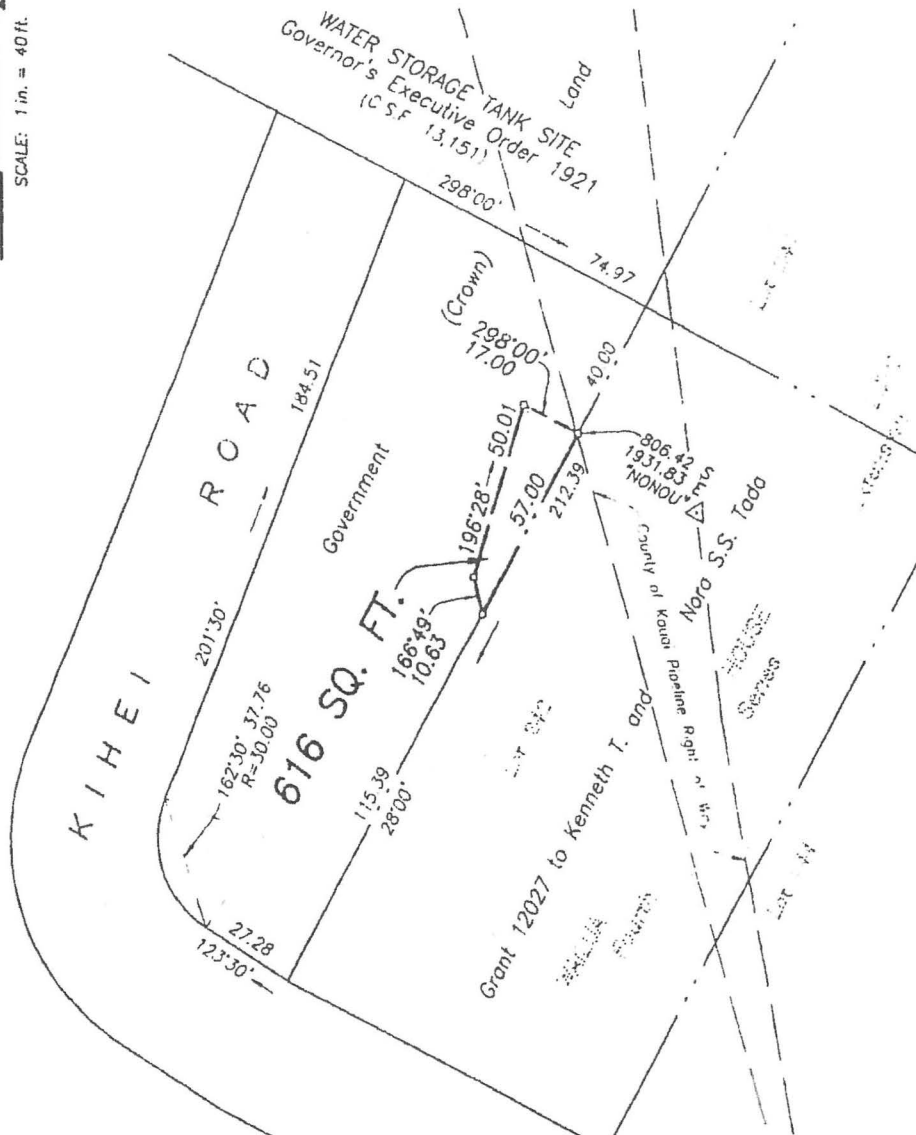 SCALE: 1 in. = 40 ft.
WATER STORAGE TANK SITE
Governor's Executive Order 1921
(C.S.F. 13,151)
Land
298°00'
74.97
(Crown)
298°00'
17.00
40.00
KIHEI ROAD
184.51
201°30'
Government
196°28'
50.01
57.00
212.39
806.42 S
1931.83 E
"NONOU"
616 SQ. FT.
166°49'
10.63
162°30' 37.76
R=30.00
115.39
28°00'
27.28
123°30'
County of Kauai Pipeline Right of Way
Grant 12027 to Kenneth T. and Nora S.S. Tada
HOUSE
Series